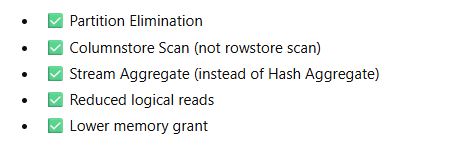 • ✅ Partition Elimination
• ✅ Columnstore Scan (not rowstore scan)
• ✅ Stream Aggregate (instead of Hash Aggregate)
• ✅ Reduced logical reads
• ✅ Lower memory grant